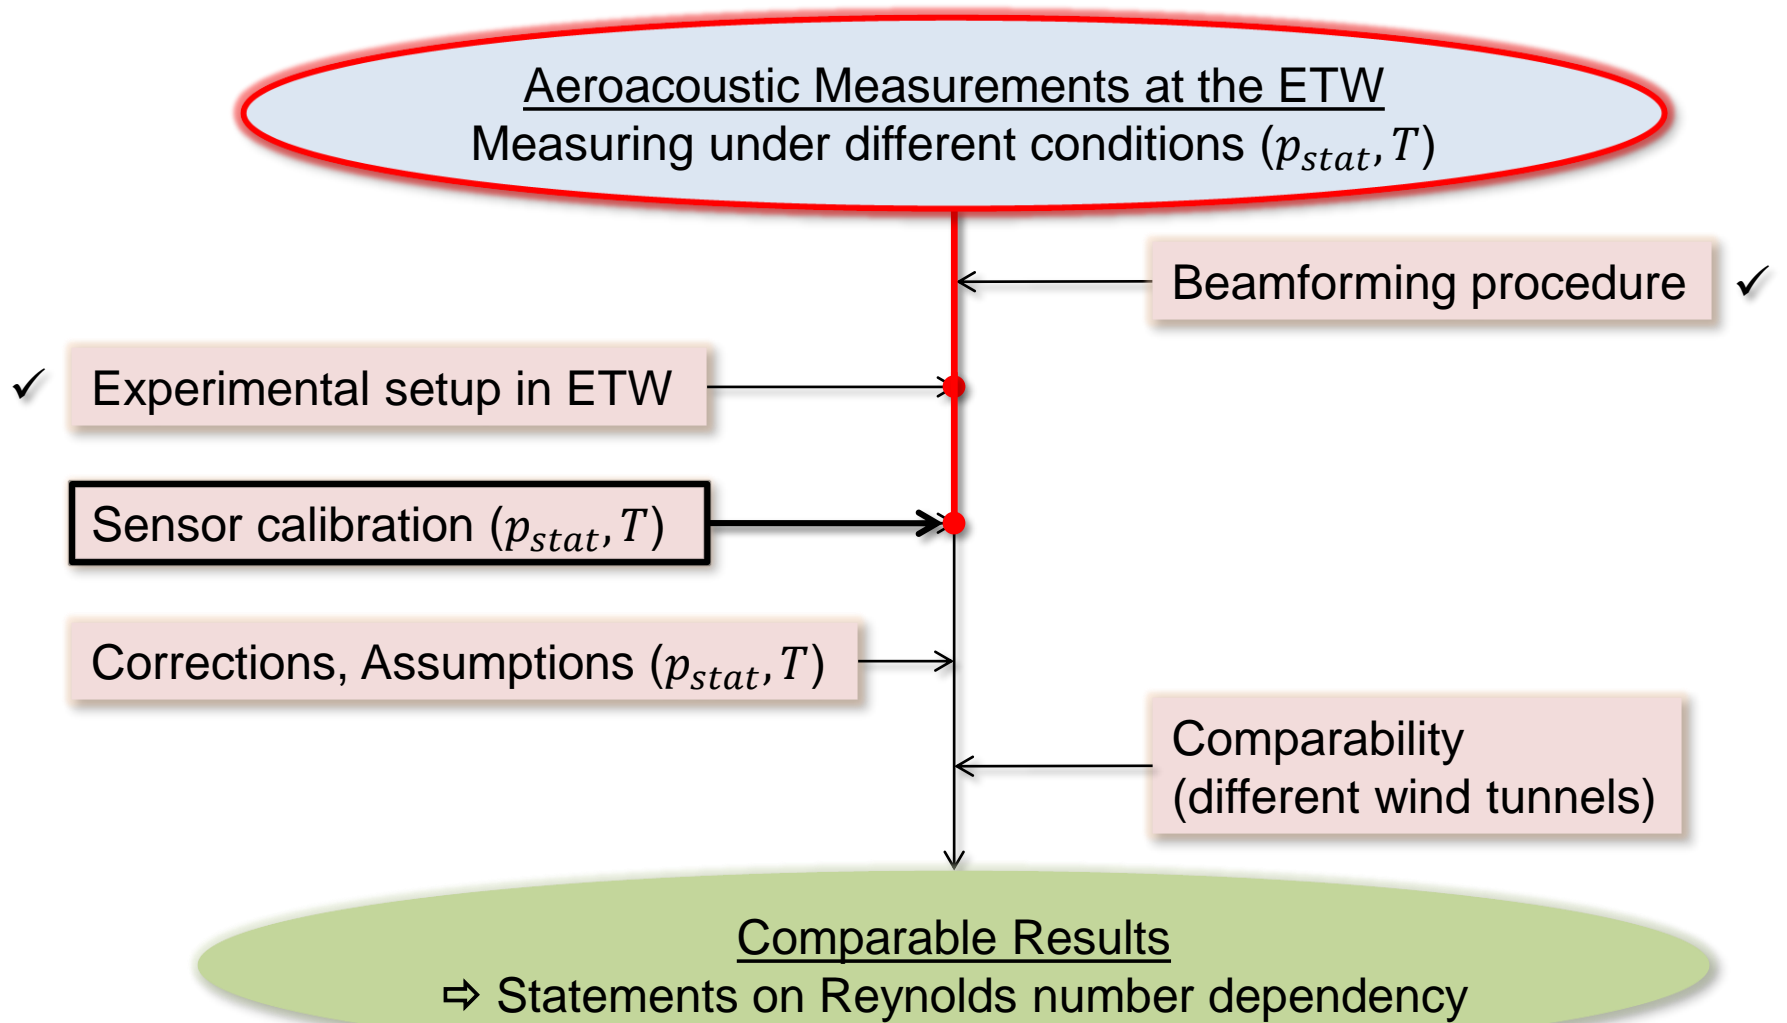 Aeroacoustic Measurements at the ETW
Measuring under different conditions (p_stat, T)
Beamforming procedure ✓
✓ Experimental setup in ETW
Sensor calibration (p_stat, T)
Corrections, Assumptions (p_stat, T)
Comparability
(different wind tunnels)
Comparable Results
⇨ Statements on Reynolds number dependency